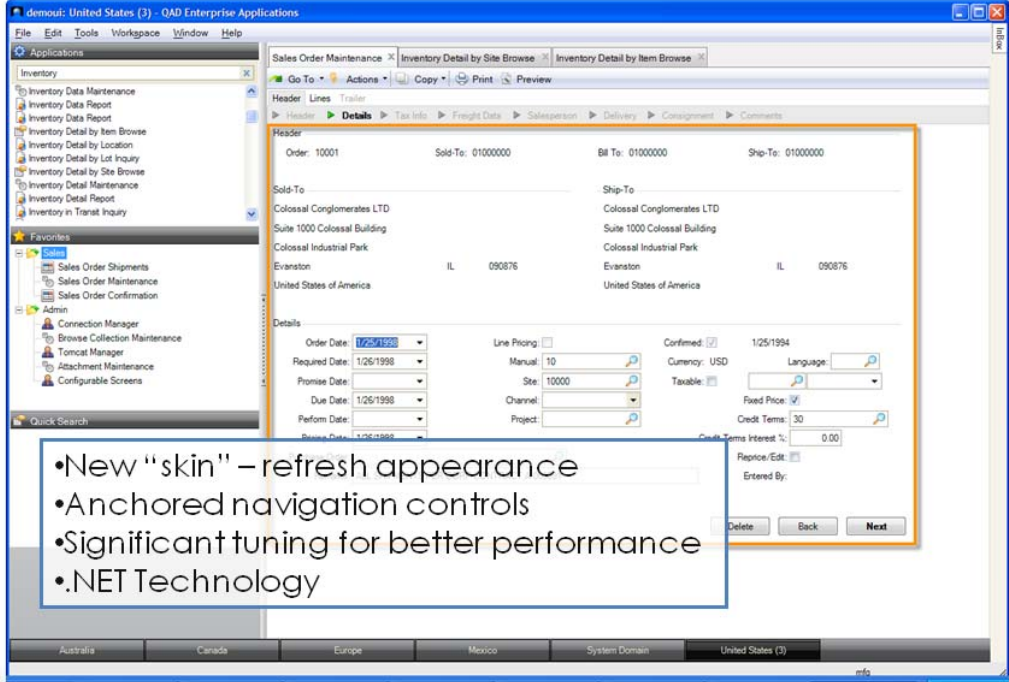 demoui: United States (3) - QAD Enterprise Applications
File Edit Tools Workspace Window Help
InBox
Applications
Inventory
Inventory Data Maintenance
Inventory Data Report
Inventory Data Report
Inventory Detail by Item Browse
Inventory Detail by Location
Inventory Detail by Lot Inquiry
Inventory Detail by Site Browse
Inventory Detail Maintenance
Inventory Detail Report
Inventory in Transit Inquiry
Favorites
Sales
Sales Order Shipments
Sales Order Maintenance
Sales Order Confirmation
Admin
Connection Manager
Browse Collection Maintenance
Tomcat Manager
Attachment Maintenance
Configurable Screens
Quick Search
Sales Order Maintenance Inventory Detail by Site Browse Inventory Detail by Item Browse
Go To Actions Copy Print Preview
Header Lines Trailer
Header Details Tax Info Freight Data Salesperson Delivery Consignment Comments
Header
Order: 10001 Sold-To: 01000000 Bill To: 01000000 Ship-To: 01000000
Sold-To Ship-To
Colossal Conglomerates LTD Colossal Conglomerates LTD
Suite 1000 Colossal Building Suite 1000 Colossal Building
Colossal Industrial Park Colossal Industrial Park
Evanston IL 090876 Evanston IL 090876
United States of America United States of America
Details
Order Date: 1/25/1998 Line Pricing: Confirmed: 1/25/1994
Required Date: 1/26/1998 Manual: 10 Currency: USD Language:
Promise Date: Site: 10000 Taxable:
Due Date: 1/26/1998 Channel: Fixed Price:
Perform Date: Project: Credit Terms: 30
Pricing Date: 1/26/1998 Credit Terms Interest %: 0.00
Reprice/Edit:
Entered By:
Delete Back Next
•New “skin” – refresh appearance
•Anchored navigation controls
•Significant tuning for better performance
•.NET Technology
Australia Canada Europe Mexico System Domain United States (3)
mfg